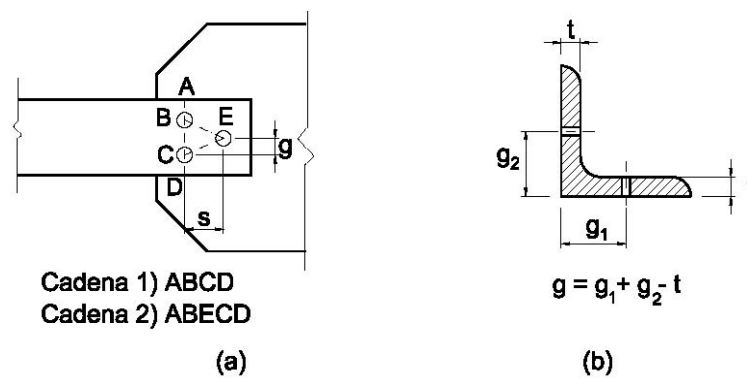 A
B
E
C
g
D
s
Cadena 1) ABCD
Cadena 2) ABECD
(a)
t
g2
g1
g = g1+ g2- t
(b)